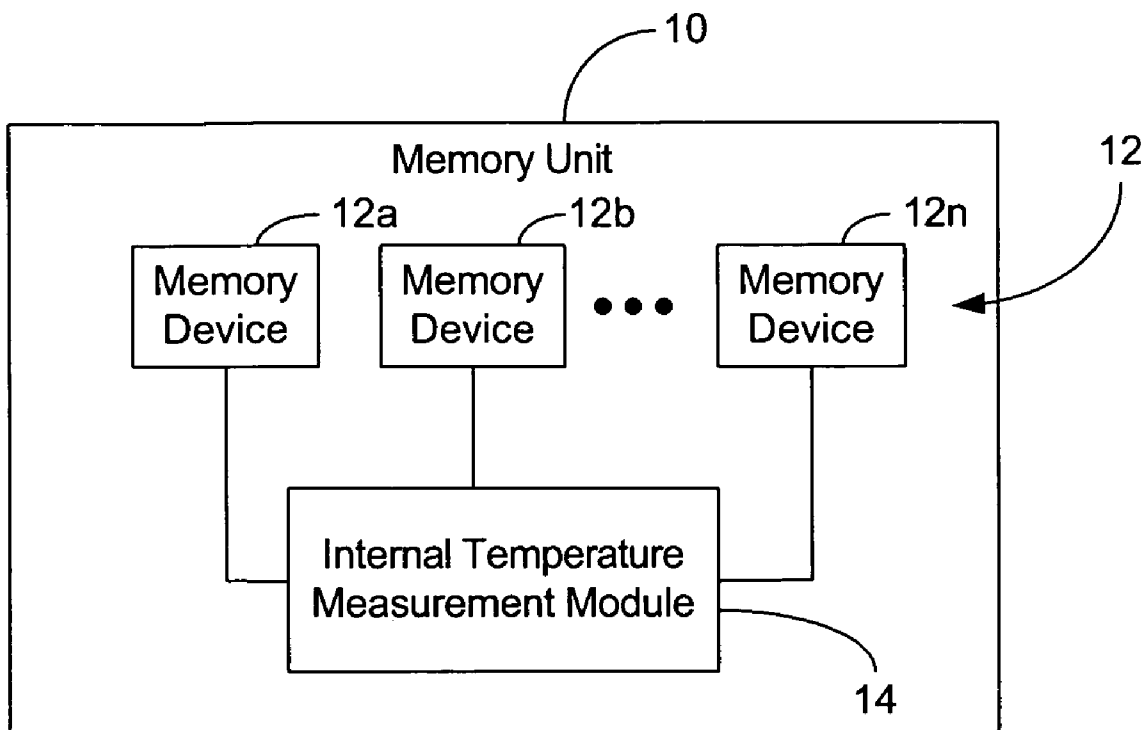 10
Memory Unit
12
12a
12b
12n
Memory
Device
Memory
Device
Memory
Device
Internal Temperature
Measurement Module
14